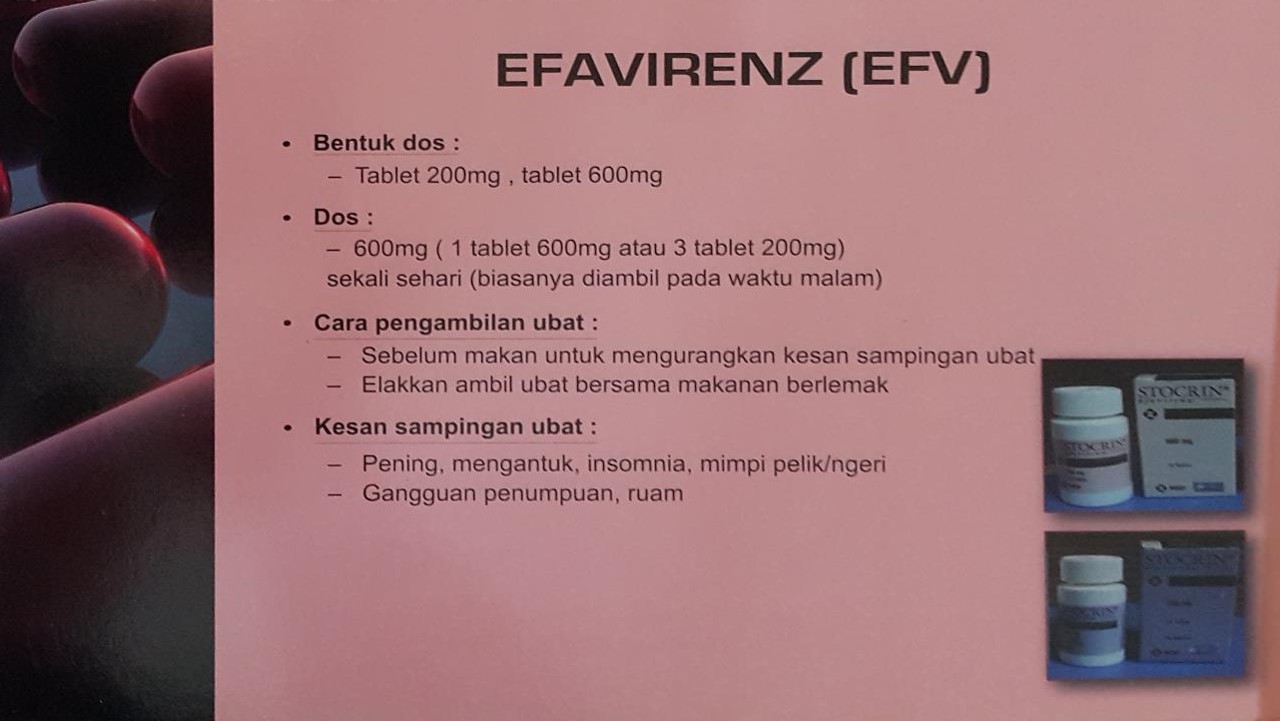 EFAVIRENZ (EFV)
• Bentuk dos :
– Tablet 200mg , tablet 600mg
• Dos :
– 600mg ( 1 tablet 600mg atau 3 tablet 200mg)
sekali sehari (biasanya diambil pada waktu malam)
• Cara pengambilan ubat :
– Sebelum makan untuk mengurangkan kesan sampingan ubat
– Elakkan ambil ubat bersama makanan berlemak
• Kesan sampingan ubat :
– Pening, mengantuk, insomnia, mimpi pelik/ngeri
– Gangguan penumpuan, ruam
STOCRIN
STOCRIN
STOCRIN
STOCRIN